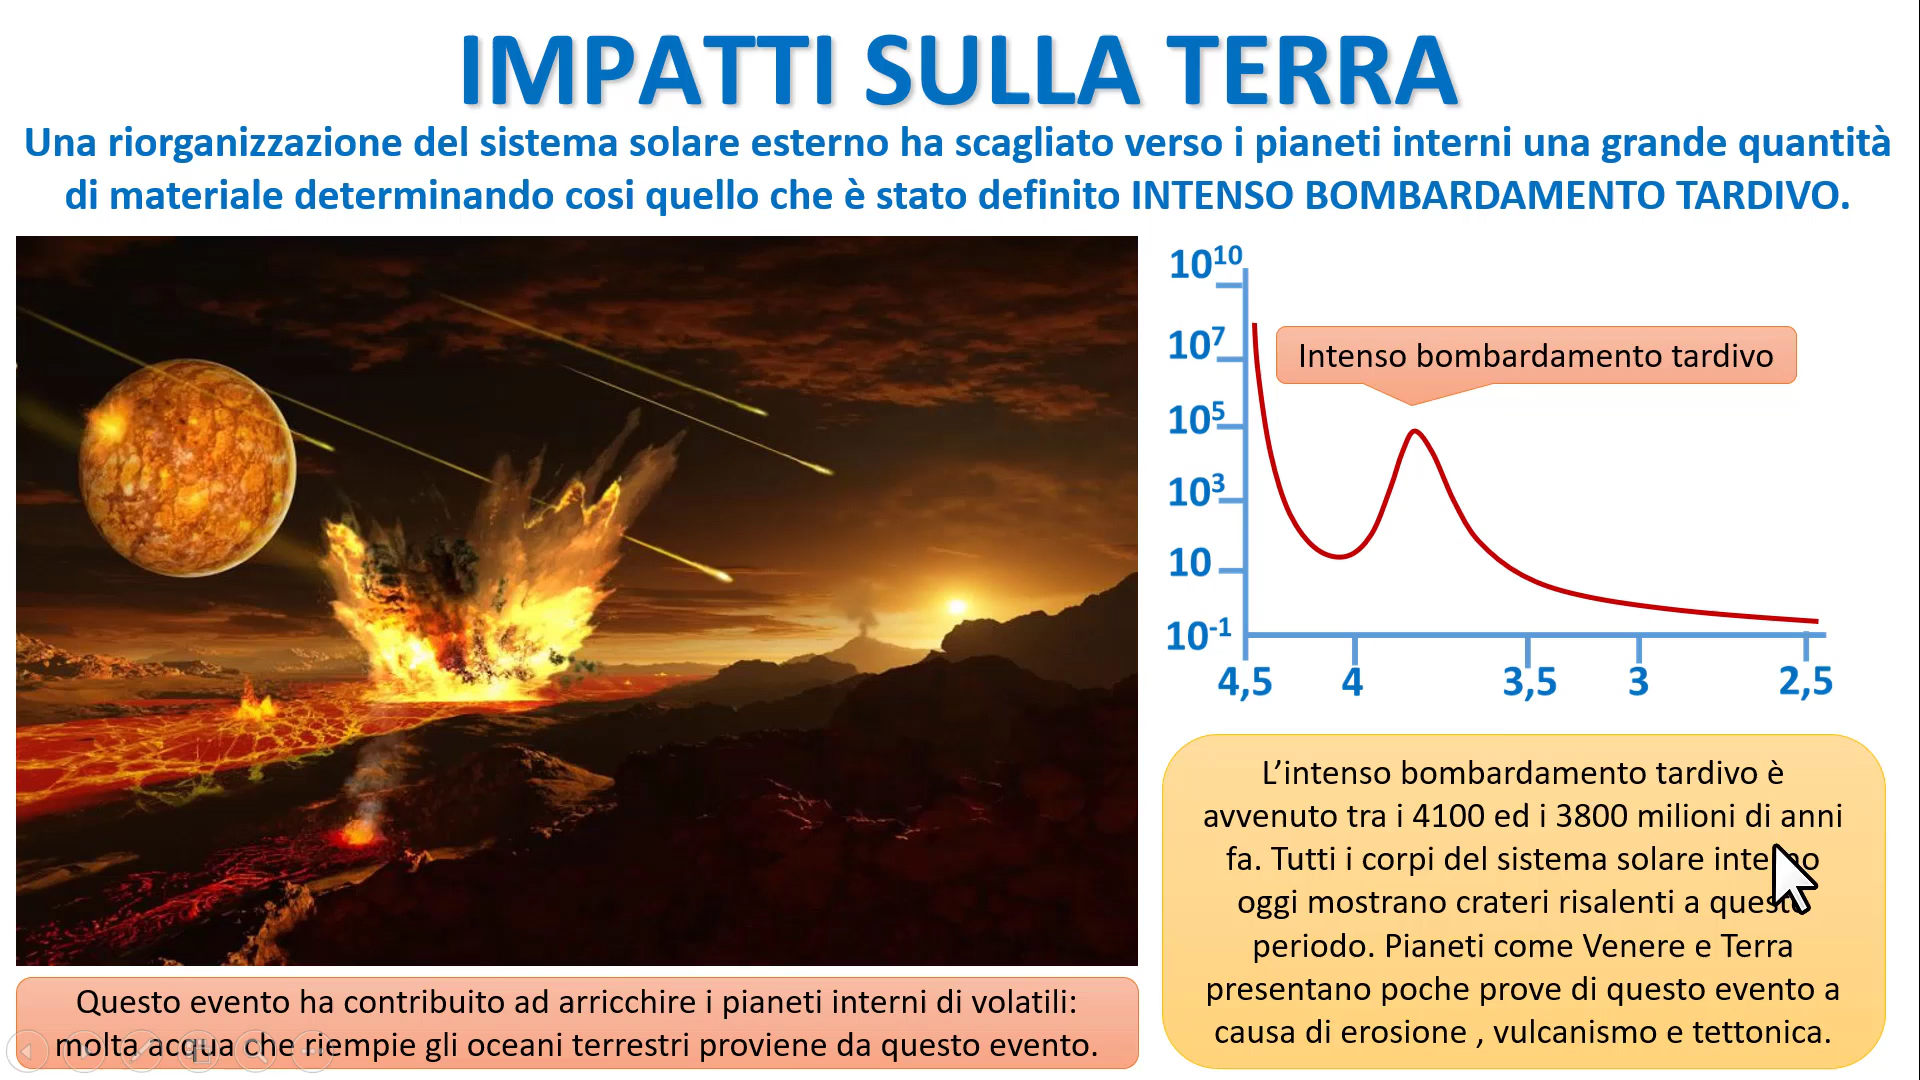 IMPATTI SULLA TERRA
Una riorganizzazione del sistema solare esterno ha scagliato verso i pianeti interni una grande quantità
di materiale determinando cosi quello che è stato definito INTENSO BOMBARDAMENTO TARDIVO.
10¹⁰
10⁷
10⁵
10³
10
10⁻¹
Intenso bombardamento tardivo
4,5 4 3,5 3 2,5
L’intenso bombardamento tardivo è
avvenuto tra i 4100 ed i 3800 milioni di anni
fa. Tutti i corpi del sistema solare interno
oggi mostrano crateri risalenti a questo
periodo. Pianeti come Venere e Terra
presentano poche prove di questo evento a
causa di erosione , vulcanismo e tettonica.
Questo evento ha contribuito ad arricchire i pianeti interni di volatili:
molta acqua che riempie gli oceani terrestri proviene da questo evento.